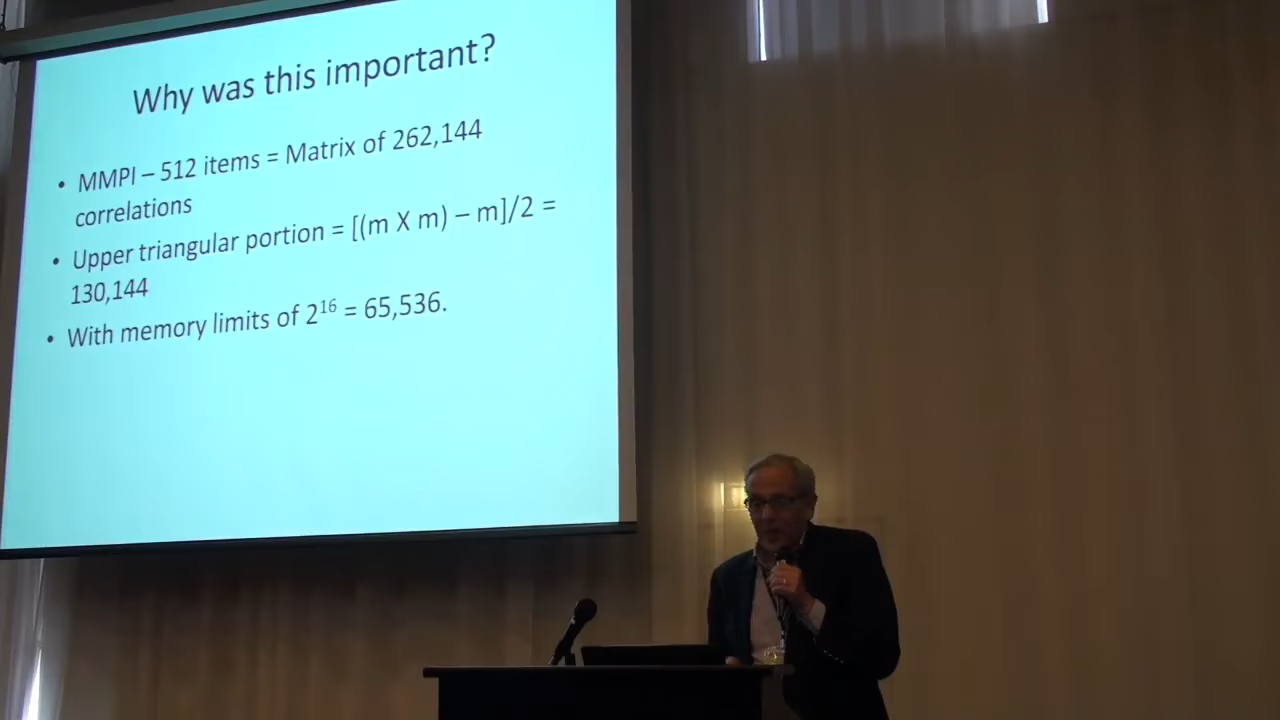 Why was this important?
• MMPI – 512 items = Matrix of 262,144
correlations
• Upper triangular portion = [(m X m) – m]/2 =
130,144
• With memory limits of 2¹⁶ = 65,536.